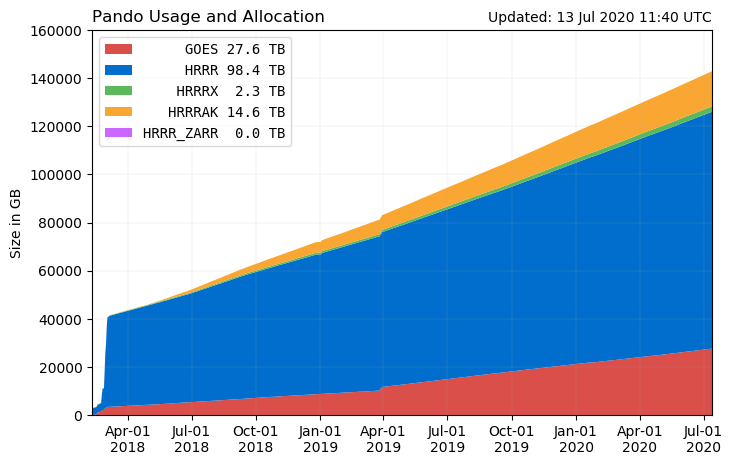 Pando Usage and Allocation
Updated: 13 Jul 2020 11:40 UTC
160000
140000
120000
100000
80000
60000
40000
20000
0
Size in GB
GOES 27.6 TB
HRRR 98.4 TB
HRRRX 2.3 TB
HRRRAK 14.6 TB
HRRR_ZARR 0.0 TB
Apr-01 2018
Jul-01 2018
Oct-01 2018
Jan-01 2019
Apr-01 2019
Jul-01 2019
Oct-01 2019
Jan-01 2020
Apr-01 2020
Jul-01 2020